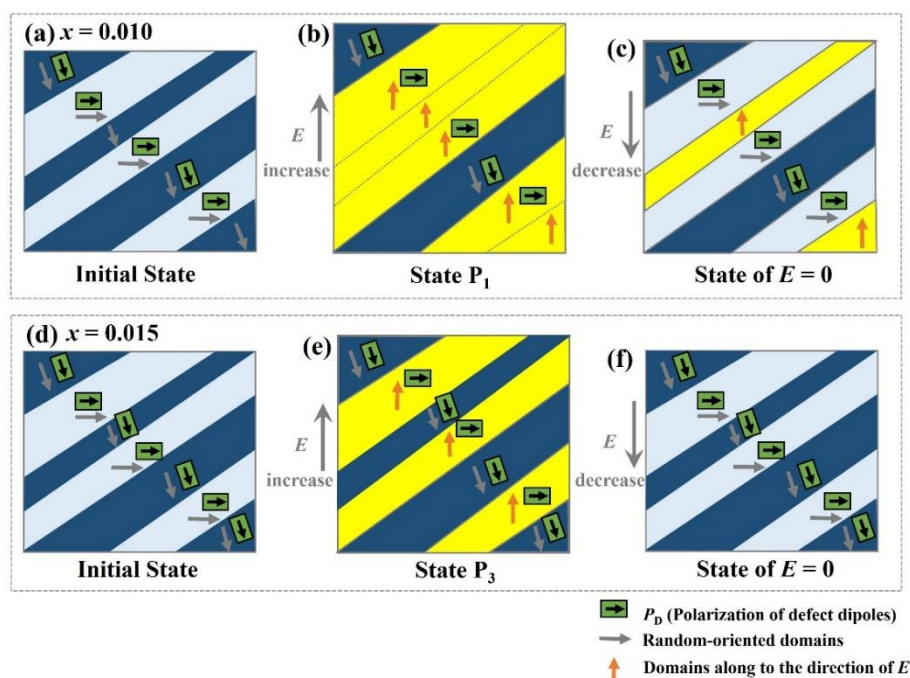 (a) x = 0.010
(b)
(c)
E
increase
E
decrease
Initial State
State P₁
State of E = 0
(d) x = 0.015
(e)
(f)
E
increase
E
decrease
Initial State
State P₃
State of E = 0
P_D (Polarization of defect dipoles)
Random-oriented domains
Domains along to the direction of E